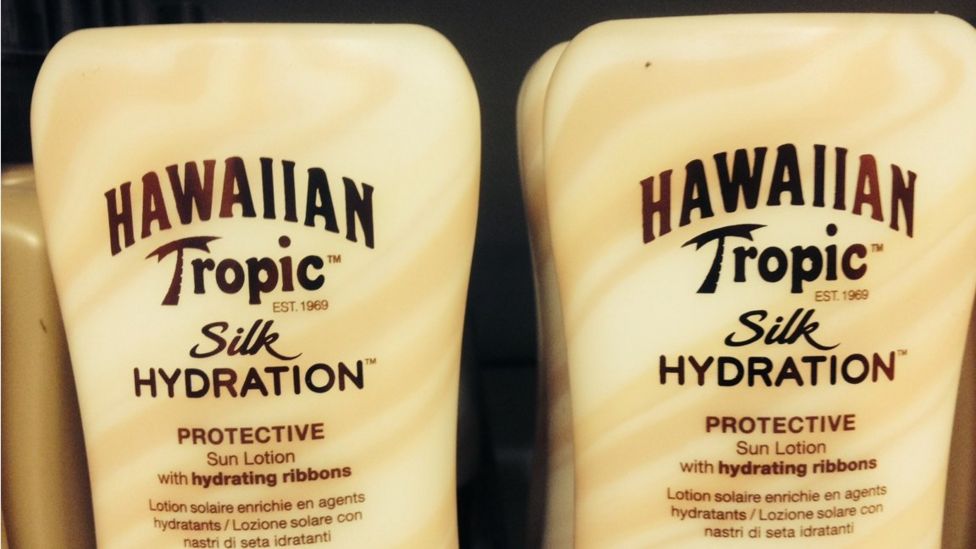 HAWAIIAN
Tropic™
EST. 1969
Silk
HYDRATION™
PROTECTIVE
Sun Lotion
with hydrating ribbons
Lotion solaire enrichie en agents
hydratants / Lozione solare con
nastri di seta idratanti
HAWAIIAN
Tropic™
EST. 1969
Silk
HYDRATION™
PROTECTIVE
Sun Lotion
with hydrating ribbons
Lotion solaire enrichie en agents
hydratants / Lozione solare con
nastri di seta idratanti